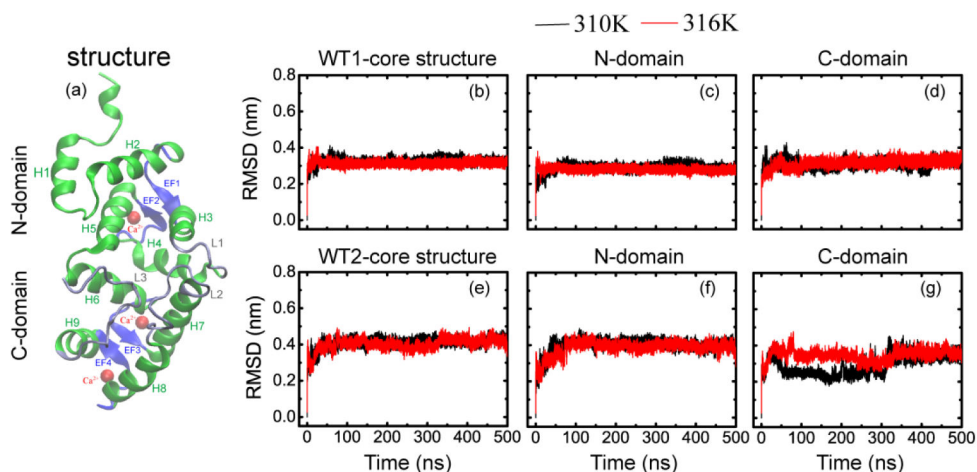 310K 316K
structure
(a)
N-domain
C-domain
H1
H2
EF1
EF2
H3
Ca²⁺
H5
H4
L1
L3
L2
H6
Ca²⁺
H7
H9
EF3
EF4
Ca²⁺
H8
WT1-core structure
N-domain
C-domain
RMSD (nm)
0.8
0.6
0.4
0.2
0.0
(b)
(c)
(d)
WT2-core structure
N-domain
C-domain
RMSD (nm)
0.8
0.6
0.4
0.2
0.0
(e)
(f)
(g)
0 100 200 300 400 500
0 100 200 300 400 500
0 100 200 300 400 500
Time (ns)
Time (ns)
Time (ns)